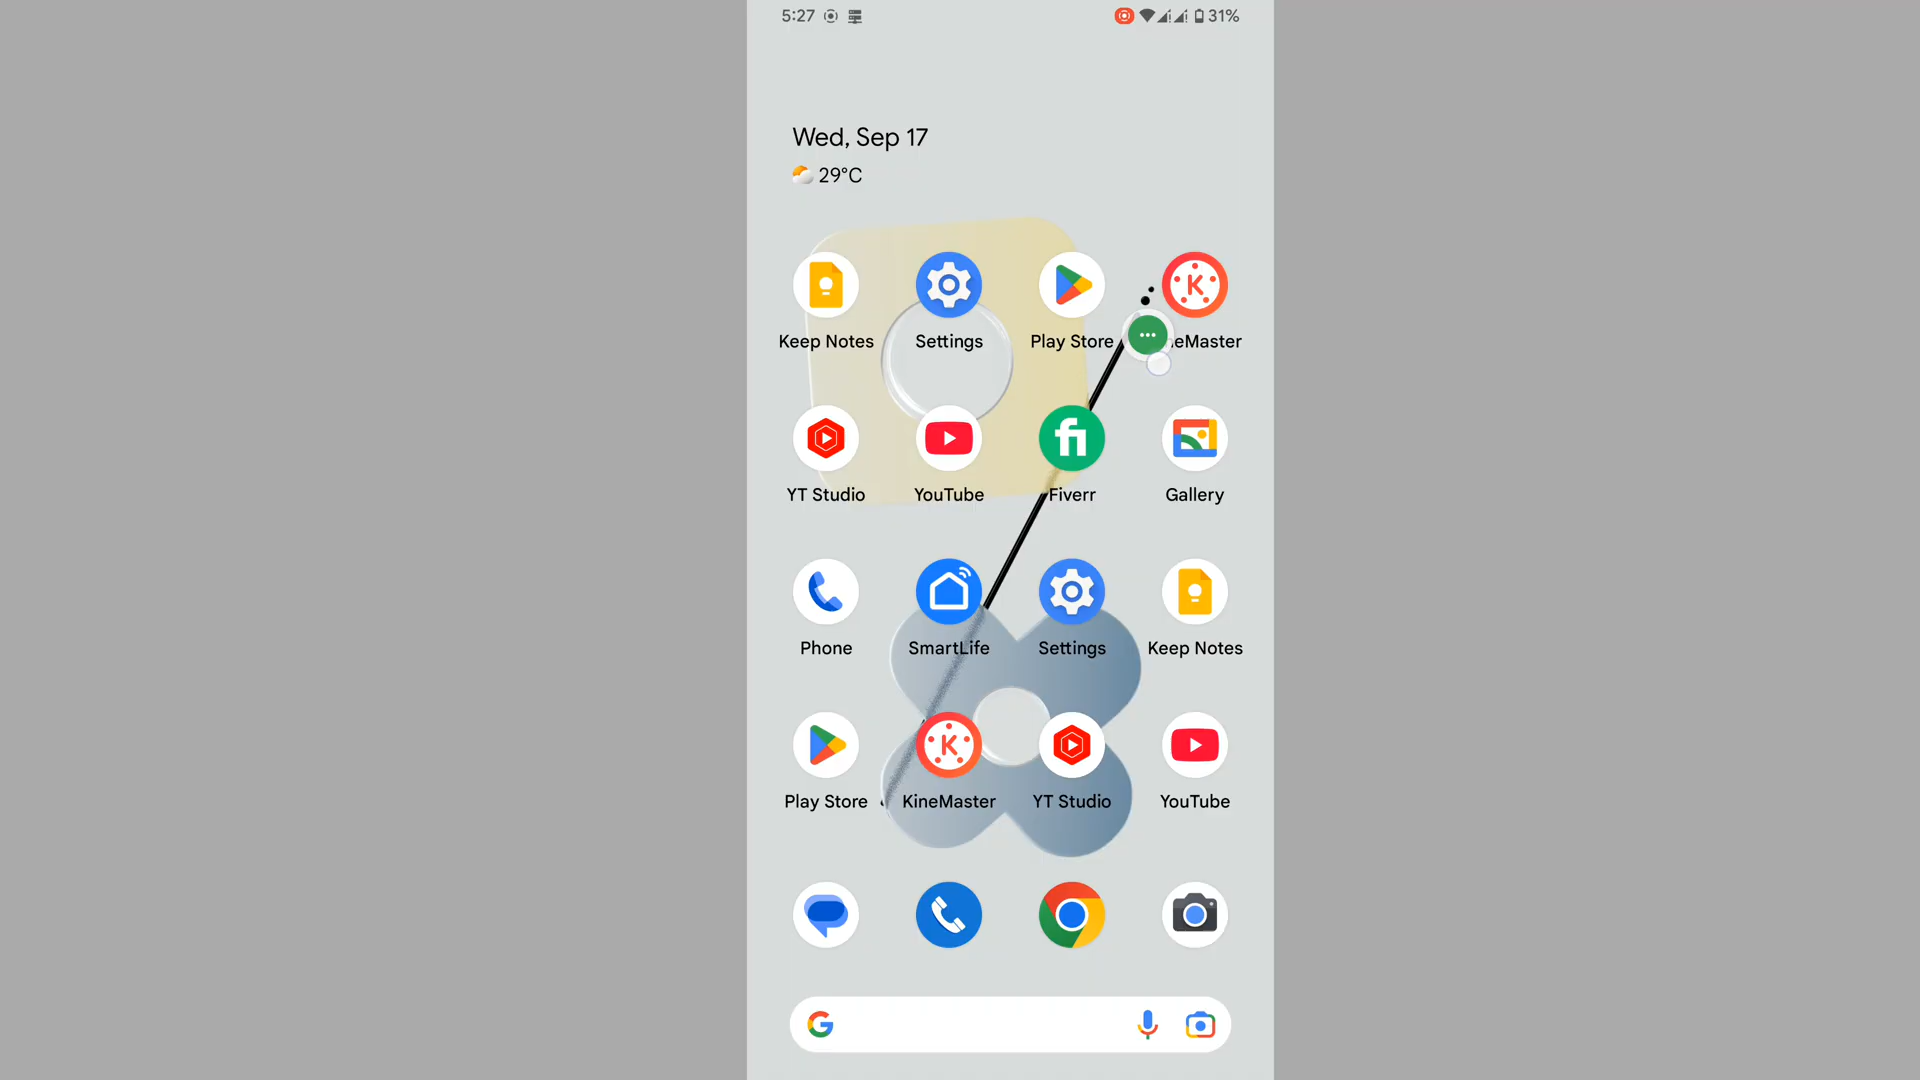 5:27 31%
Wed, Sep 17
29°C
Keep Notes Settings Play Store eMaster
YT Studio YouTube Fiverr Gallery
Phone SmartLife Settings Keep Notes
Play Store KineMaster YT Studio YouTube